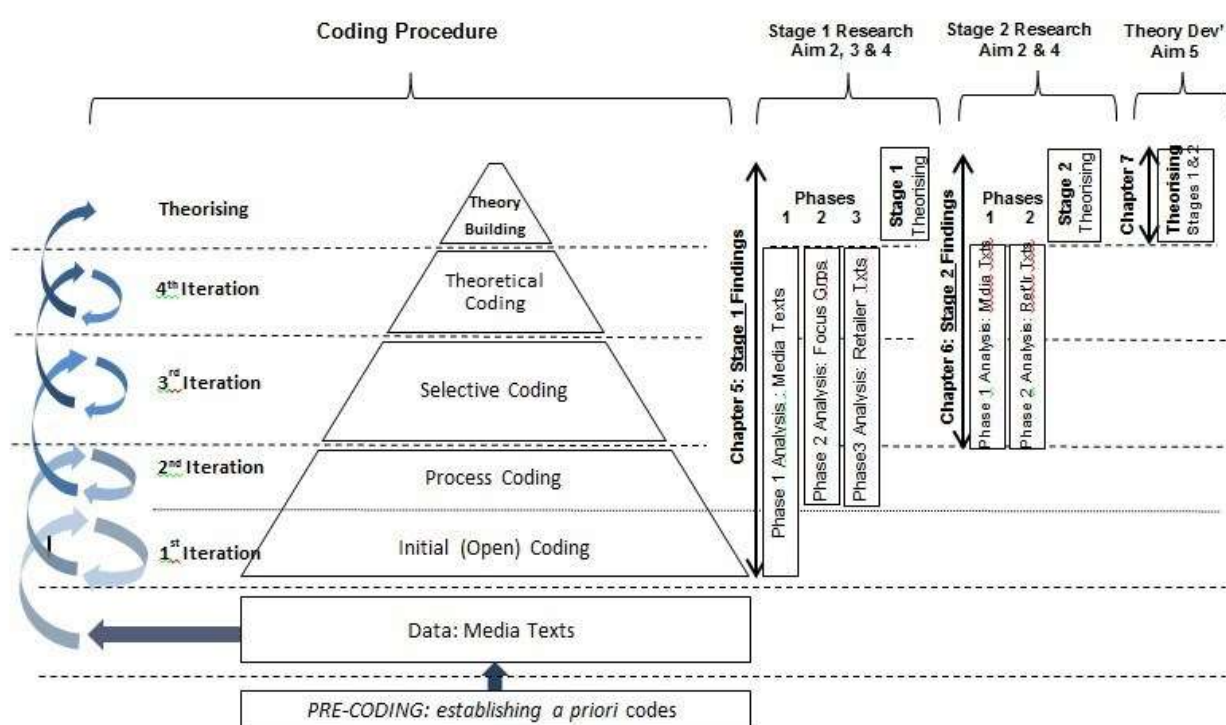 Coding Procedure
Stage 1 Research
Aim 2, 3 & 4
Stage 2 Research
Aim 2 & 4
Theory Dev'
Aim 5
Theorising
4th Iteration
3rd Iteration
2nd Iteration
1st Iteration
Theory
Building
Theoretical
Coding
Selective Coding
Process Coding
Initial (Open) Coding
Data: Media Texts
PRE-CODING: establishing a priori codes
Chapter 5: Stage 1 Findings
Phases
1 2 3
Phase 1 Analysis : Media Texts
Phase 2 Analysis: Focus Grps.
Phase3 Analysis: Retailer Txts
Stage 1
Theorising
Chapter 6: Stage 2 Findings
Phases
1 2
Phase 1 Analysis: Mdia Txts
Phase 2 Analysis: Retlr Txts
Stage 2
Theorising
Chapter 7
Theorising
Stages 1 & 2